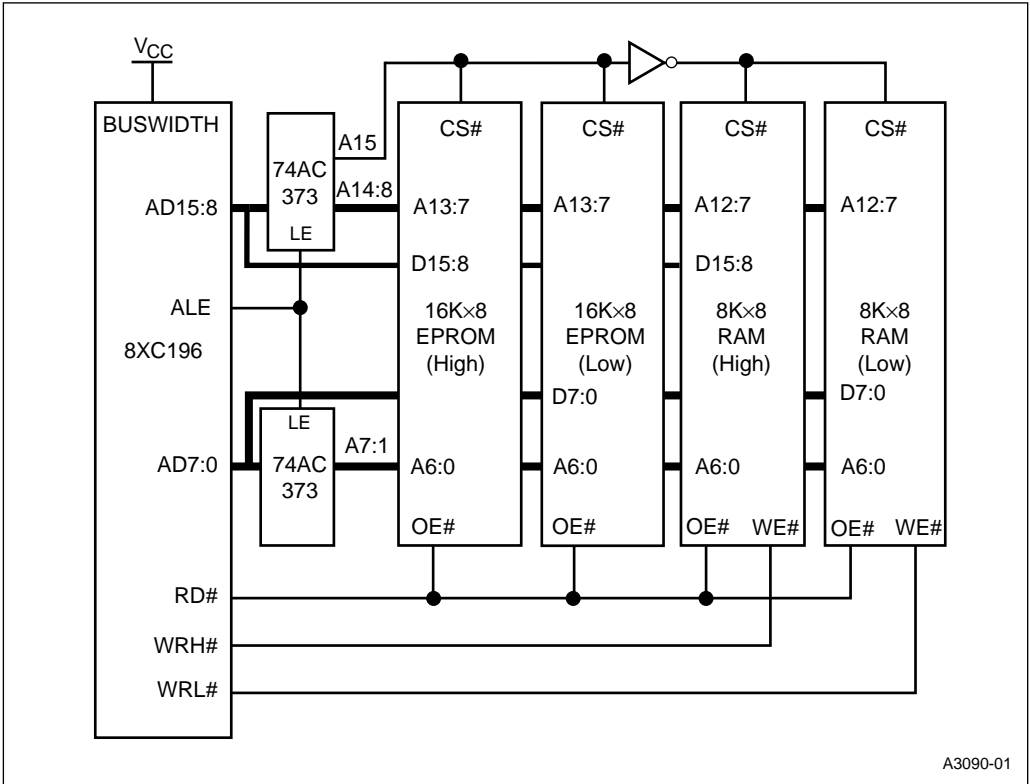 VCC
BUSWIDTH
AD15:8
ALE
8XC196
AD7:0
RD#
WRH#
WRL#
74AC
373
LE
A15
A14:8
LE
74AC
373
A7:1
CS#
A13:7
D15:8
16K×8
EPROM
(High)
A6:0
OE#
CS#
A13:7
16K×8
EPROM
(Low)
D7:0
A6:0
OE#
CS#
A12:7
D15:8
8K×8
RAM
(High)
A6:0
OE# WE#
CS#
A12:7
8K×8
RAM
(Low)
D7:0
A6:0
OE# WE#
A3090-01